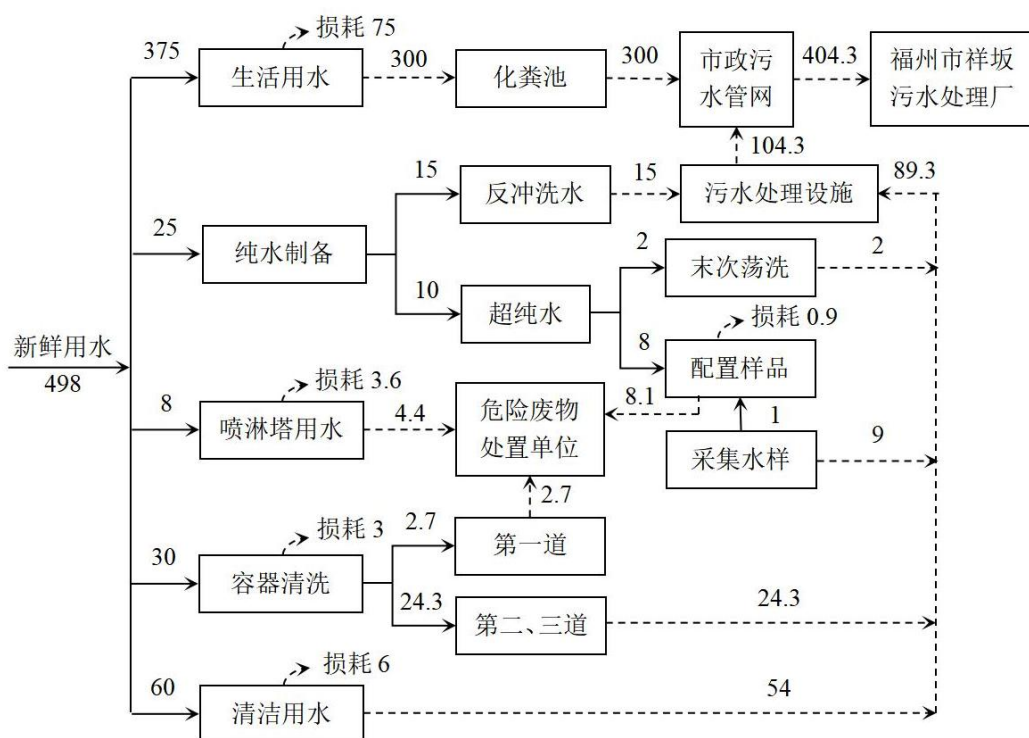 损耗 75
375
生活用水
300
化粪池
300
市政污
水管网
404.3
福州市祥坂
污水处理厂
104.3
15
反冲洗水
15
污水处理设施
89.3
25
纯水制备
2
末次荡洗
2
10
超纯水
损耗 0.9
8
配置样品
新鲜用水
498
损耗 3.6
8
喷淋塔用水
4.4
危险废物
处置单位
8.1
1
采集水样
9
2.7
损耗 3
2.7
第一道
30
容器清洗
24.3
第二、三道
24.3
损耗 6
60
清洁用水
54